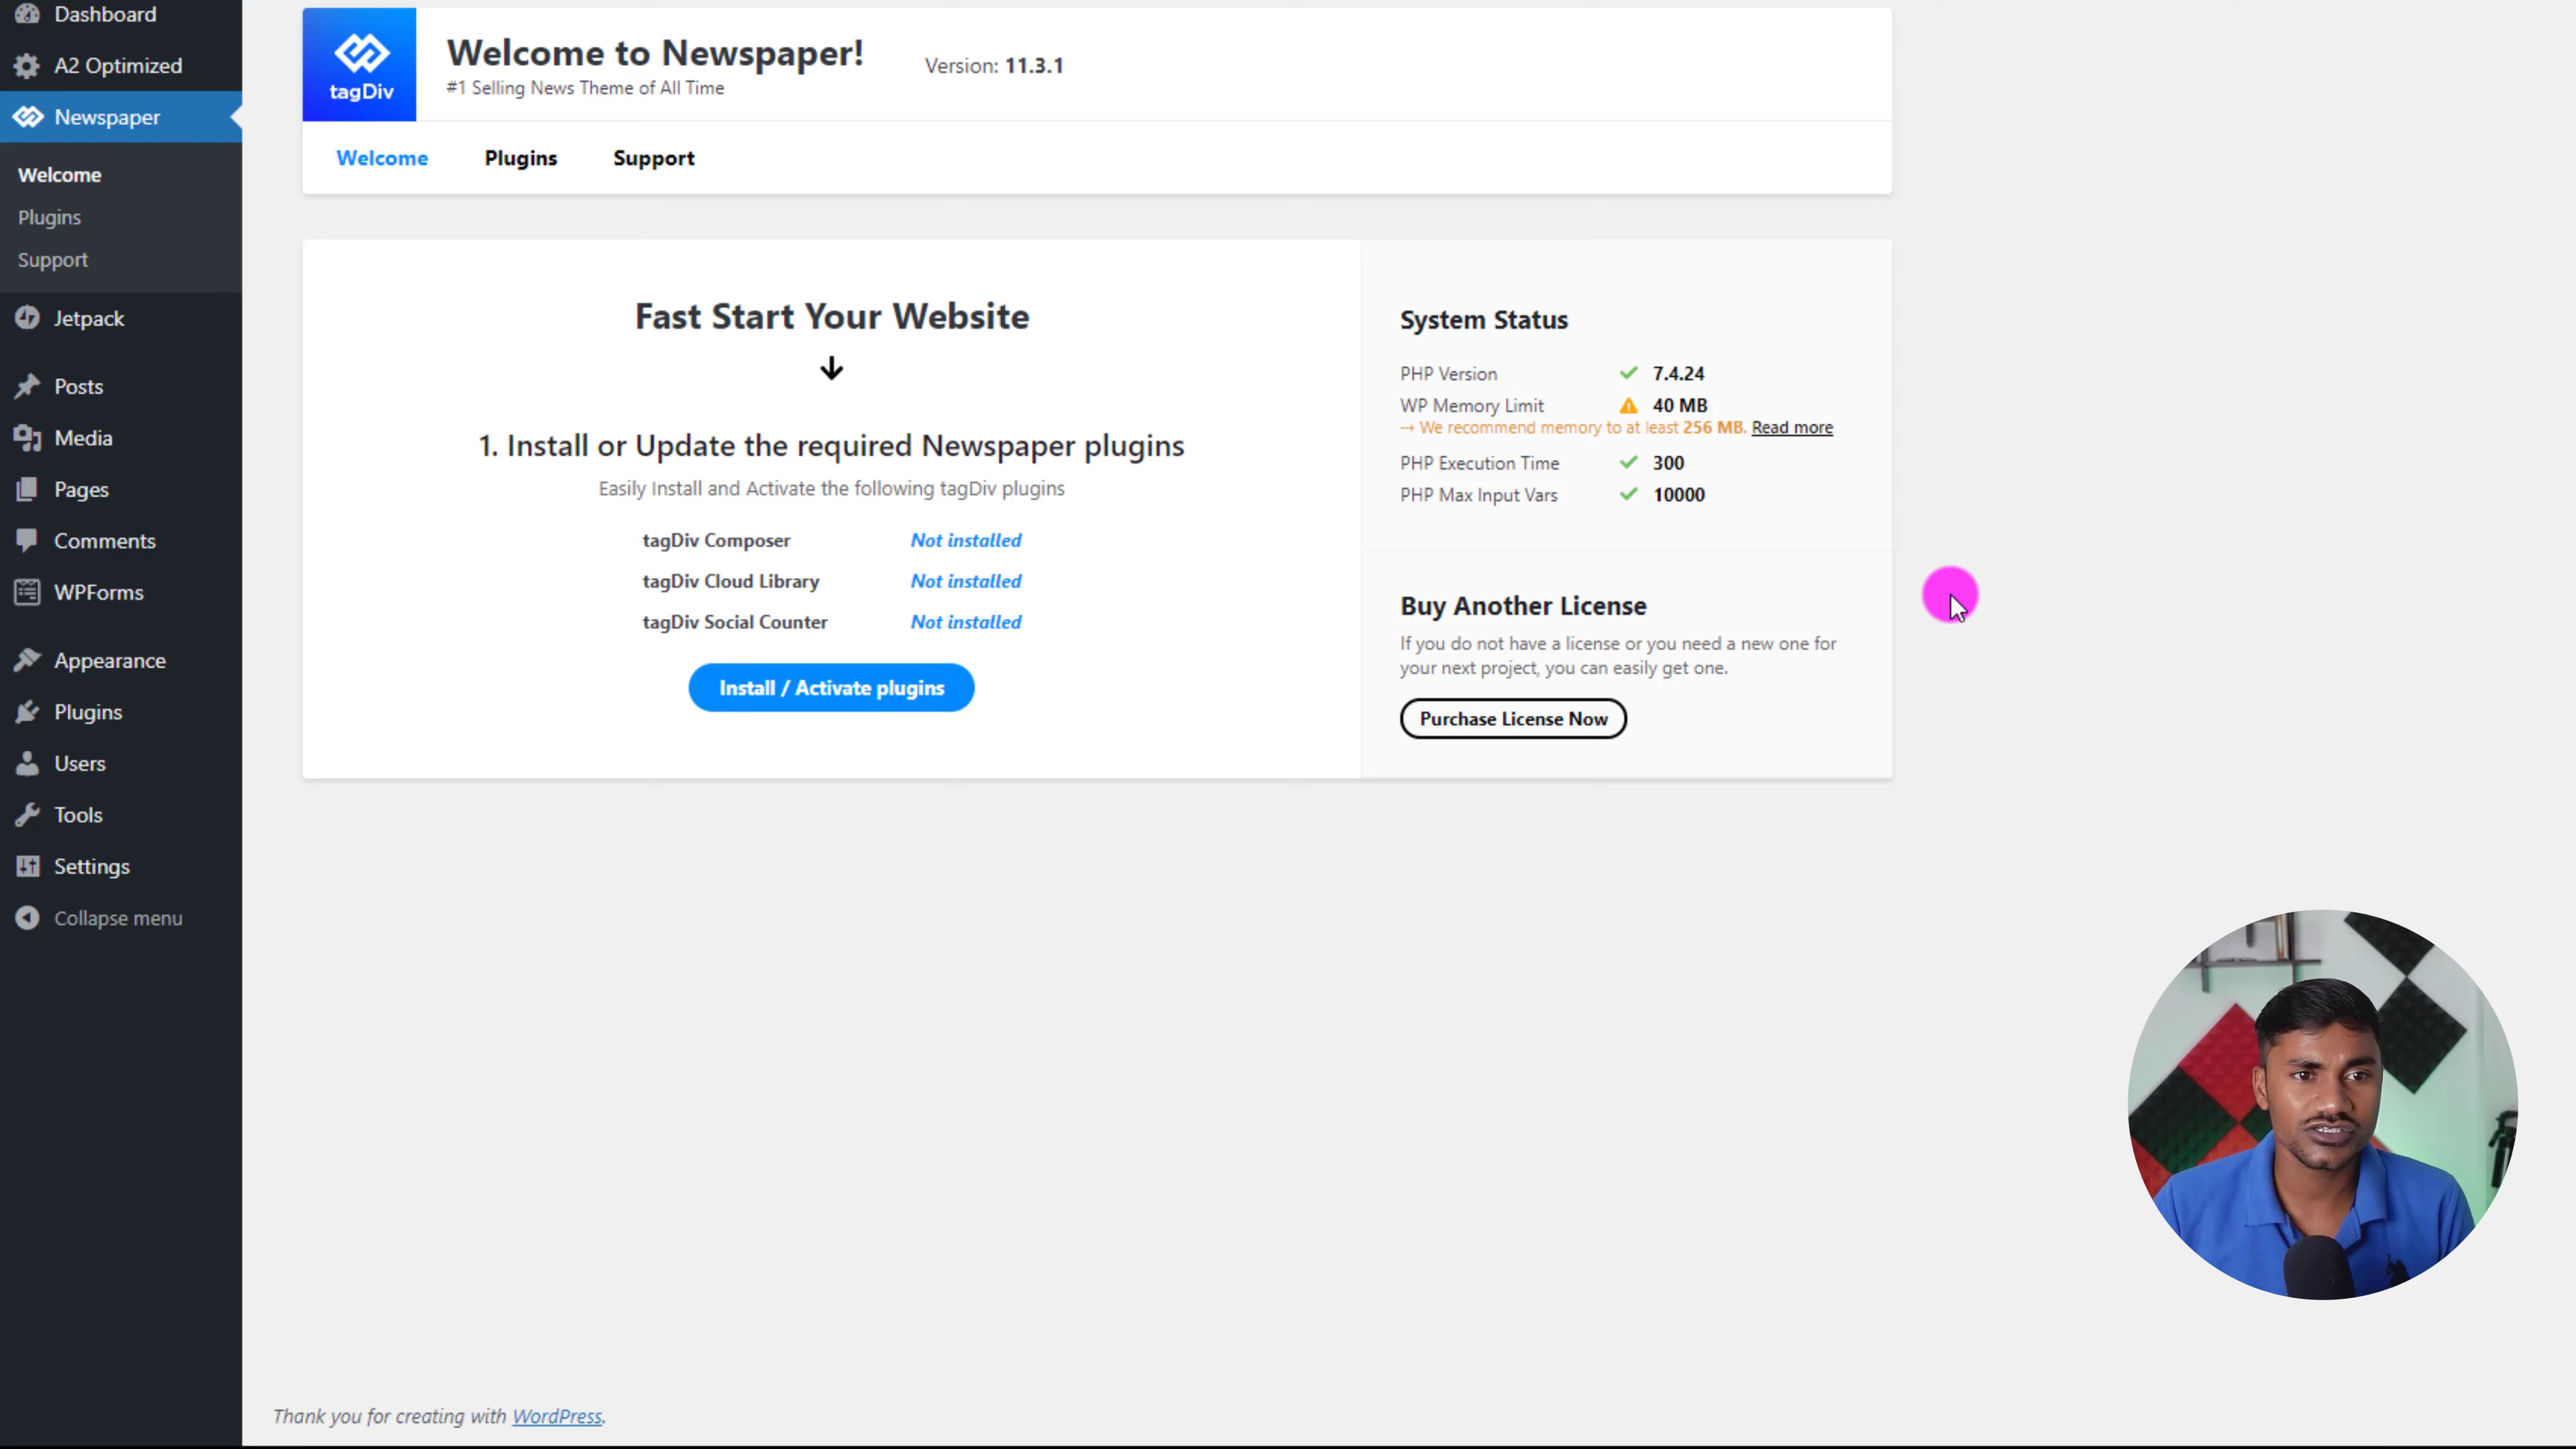 Dashboard
A2 Optimized
Newspaper
Welcome
Plugins
Support
Jetpack
Posts
Media
Pages
Comments
WPForms
Appearance
Plugins
Users
Tools
Settings
Collapse menu
tagDiv
Welcome to Newspaper!
#1 Selling News Theme of All Time
Version: 11.3.1
Welcome Plugins Support
Fast Start Your Website
1. Install or Update the required Newspaper plugins
Easily Install and Activate the following tagDiv plugins
tagDiv Composer Not installed
tagDiv Cloud Library Not installed
tagDiv Social Counter Not installed
Install / Activate plugins
System Status
PHP Version 7.4.24
WP Memory Limit 40 MB
→ We recommend memory to at least 256 MB. Read more
PHP Execution Time 300
PHP Max Input Vars 10000
Buy Another License
If you do not have a license or you need a new one for
your next project, you can easily get one.
Purchase License Now
Thank you for creating with WordPress.